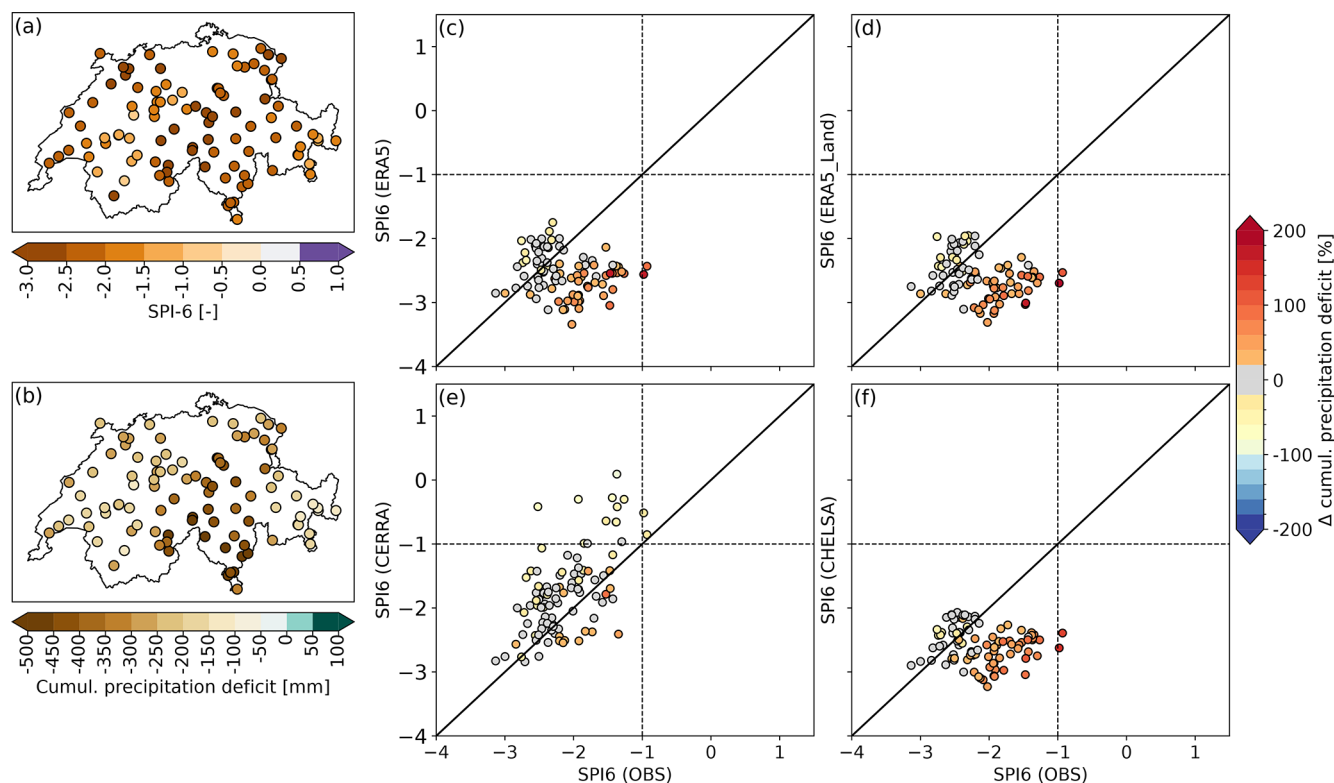 (a)
-3.0 -2.5 -2.0 -1.5 -1.0 -0.5 0.0 0.5 1.0
SPI-6 [-]
(b)
-500 -450 -400 -350 -300 -250 -200 -150 -100 -50 0 50 100
Cumul. precipitation deficit [mm]
(c)
1
0
−1
−2
−3
−4
SPI6 (ERA5)
(d)
SPI6 (ERA5_Land)
(e)
1
0
−1
−2
−3
−4
SPI6 (CERRA)
−4 −3 −2 −1 0 1
SPI6 (OBS)
(f)
SPI6 (CHELSA)
−4 −3 −2 −1 0 1
SPI6 (OBS)
200
100
0
-100
-200
Δ cumul. precipitation deficit [%]